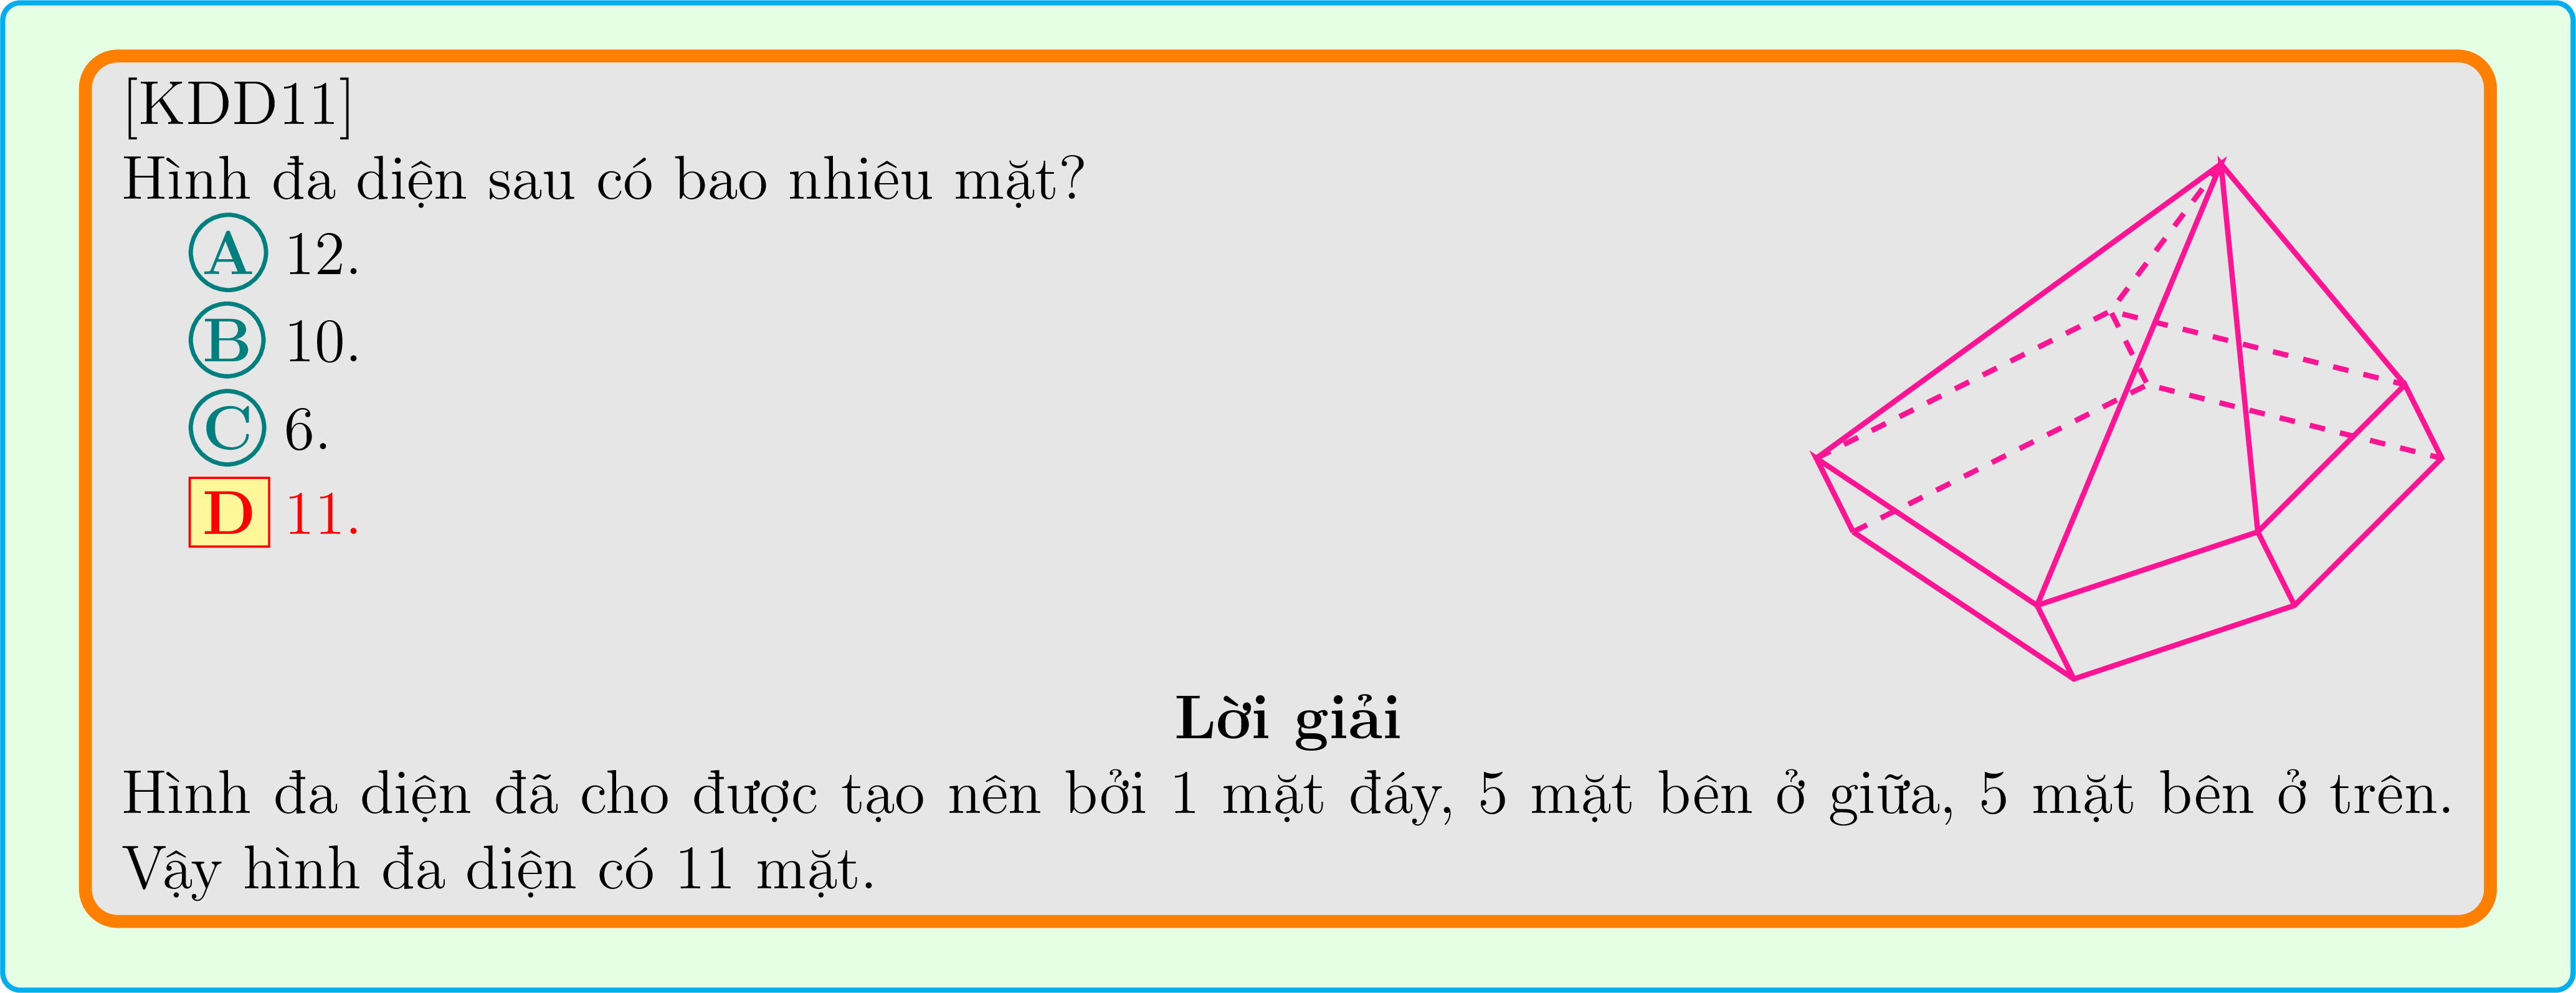 [KDD11]
Hình đa diện sau có bao nhiêu mặt?
A 12.
B 10.
C 6.
D 11.
Lời giải
Hình đa diện đã cho được tạo nên bởi 1 mặt đáy, 5 mặt bên ở giữa, 5 mặt bên ở trên.
Vậy hình đa diện có 11 mặt.